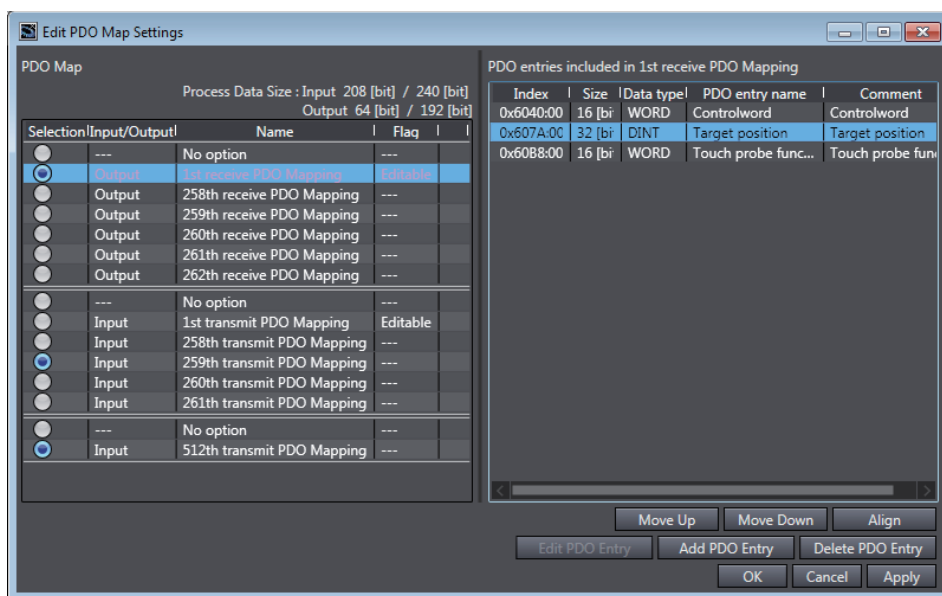 Edit PDO Map Settings
PDO Map
Process Data Size : Input 208 [bit] / 240 [bit]
Output 64 [bit] / 192 [bit]
Selection Input/Output Name Flag
--- No option ---
Output 1st receive PDO Mapping Editable
Output 258th receive PDO Mapping ---
Output 259th receive PDO Mapping ---
Output 260th receive PDO Mapping ---
Output 261th receive PDO Mapping ---
Output 262th receive PDO Mapping ---
--- No option ---
Input 1st transmit PDO Mapping Editable
Input 258th transmit PDO Mapping ---
Input 259th transmit PDO Mapping ---
Input 260th transmit PDO Mapping ---
Input 261th transmit PDO Mapping ---
--- No option ---
Input 512th transmit PDO Mapping ---
PDO entries included in 1st receive PDO Mapping
Index Size Data type PDO entry name Comment
0x6040:00 16 [bi WORD Controlword Controlword
0x607A:00 32 [bi DINT Target position Target position
0x60B8:00 16 [bi WORD Touch probe func... Touch probe fun
Move Up Move Down Align
Edit PDO Entry Add PDO Entry Delete PDO Entry
OK Cancel Apply